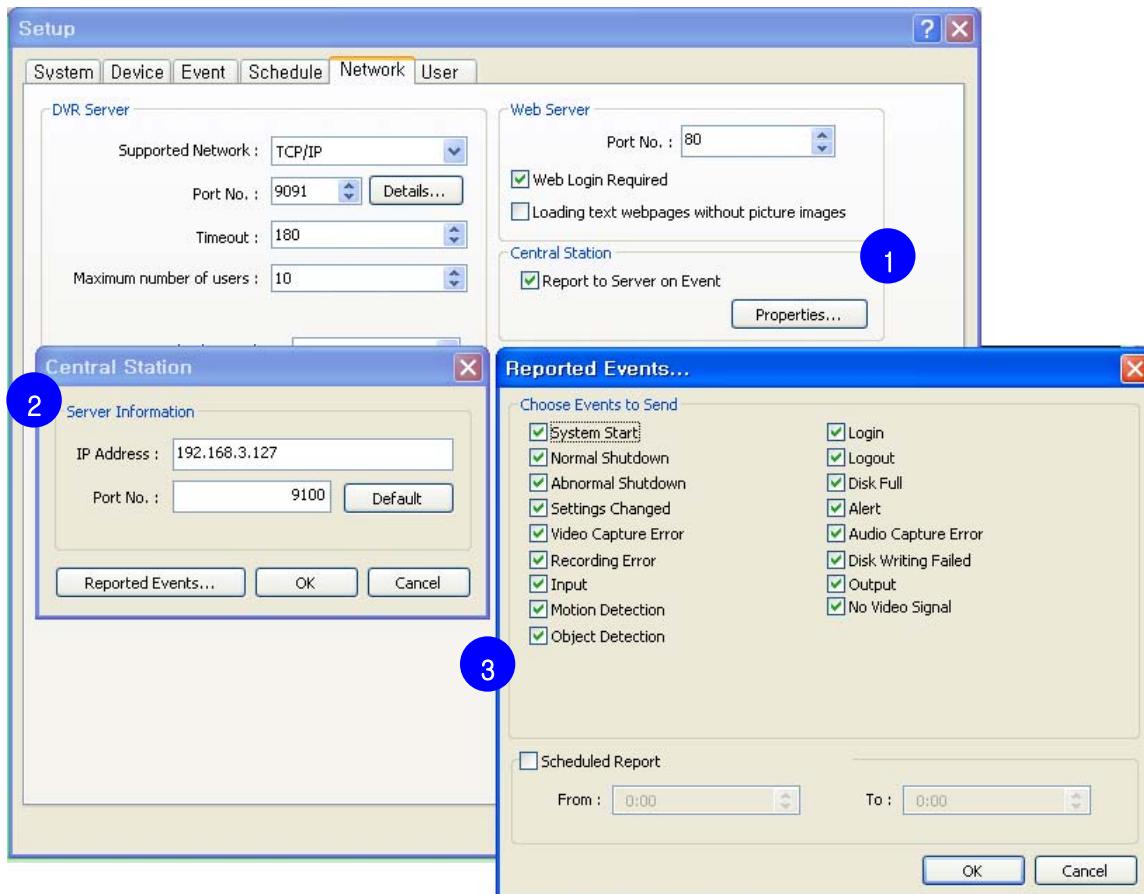 Setup
System Device Event Schedule Network User
DVR Server
Supported Network : TCP/IP
Port No. : 9091 Details...
Timeout : 180
Maximum number of users : 10
Web Server
Port No. : 80
Web Login Required
Loading text webpages without picture images
Central Station
1
Report to Server on Event
Properties...
Central Station
2
Server Information
IP Address : 192.168.3.127
Port No. : 9100 Default
Reported Events... OK Cancel
Reported Events...
Choose Events to Send
System Start Login
Normal Shutdown Logout
Abnormal Shutdown Disk Full
Settings Changed Alert
Video Capture Error Audio Capture Error
Recording Error Disk Writing Failed
Input Output
Motion Detection No Video Signal
Object Detection
3
Scheduled Report
From : 0:00 To : 0:00
OK Cancel